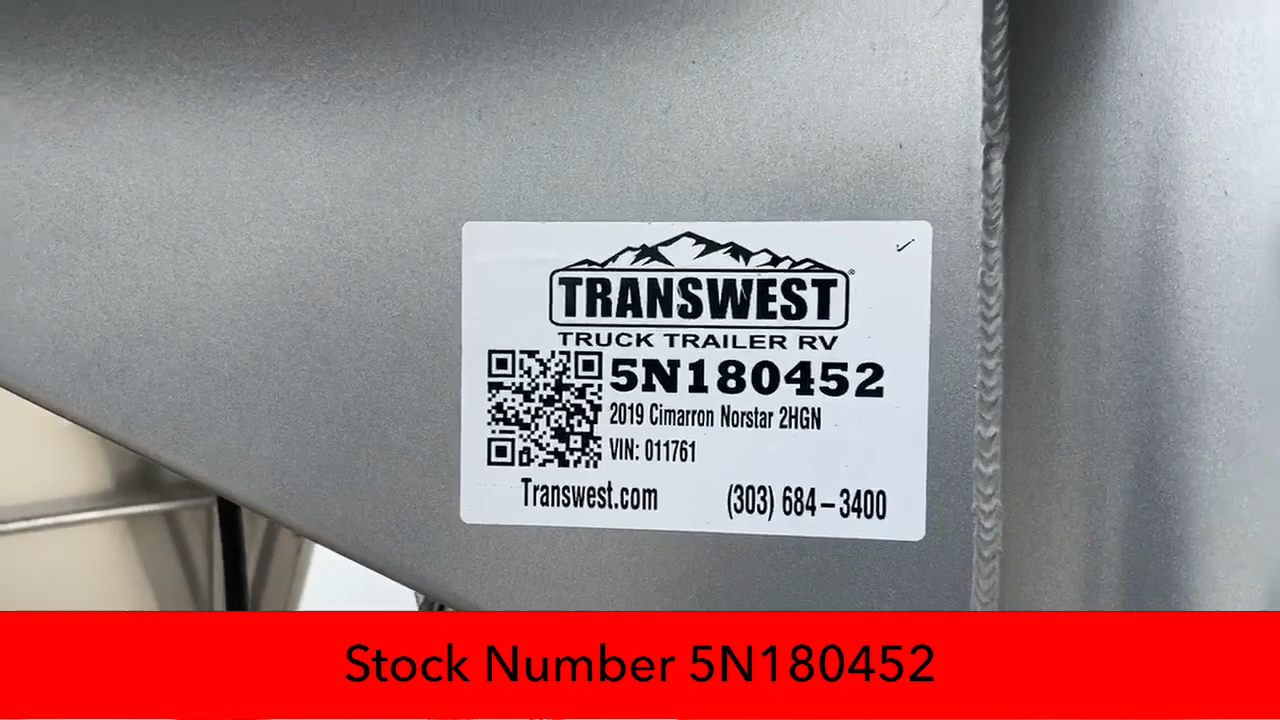 TRANSWEST®
TRUCK TRAILER RV
5N180452
2019 Cimarron Norstar 2HGN
VIN: 011761
Transwest.com
(303) 684-3400
Stock Number 5N180452